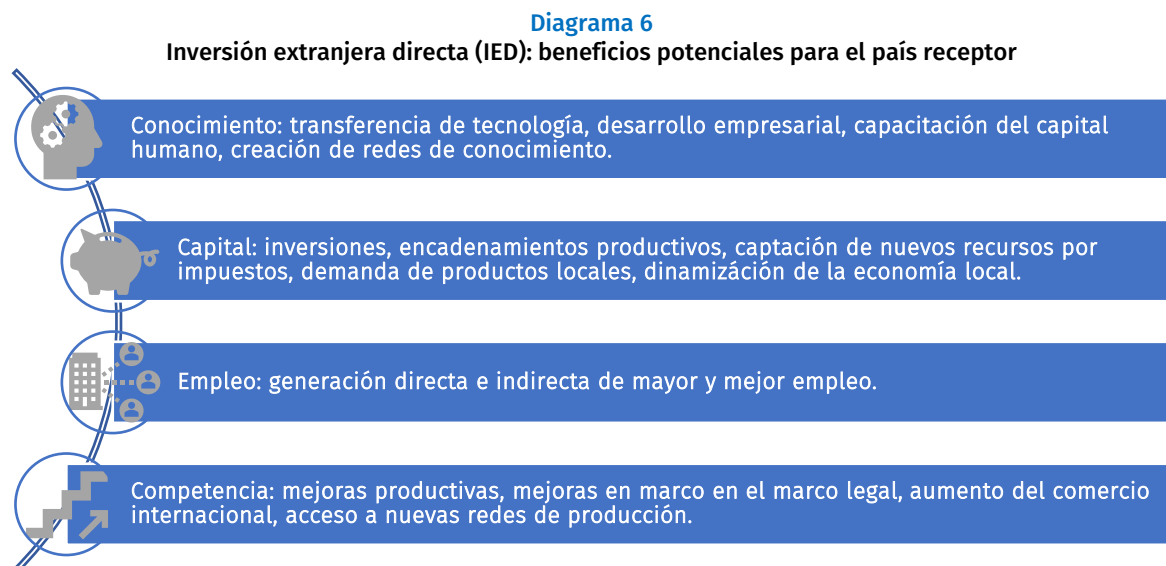 Diagrama 6
Inversión extranjera directa (IED): beneficios potenciales para el país receptor
Conocimiento: transferencia de tecnología, desarrollo empresarial, capacitación del capital
humano, creación de redes de conocimiento.
Capital: inversiones, encadenamientos productivos, captación de nuevos recursos por
impuestos, demanda de productos locales, dinamizáción de la economía local.
Empleo: generación directa e indirecta de mayor y mejor empleo.
Competencia: mejoras productivas, mejoras en marco en el marco legal, aumento del comercio
internacional, acceso a nuevas redes de producción.